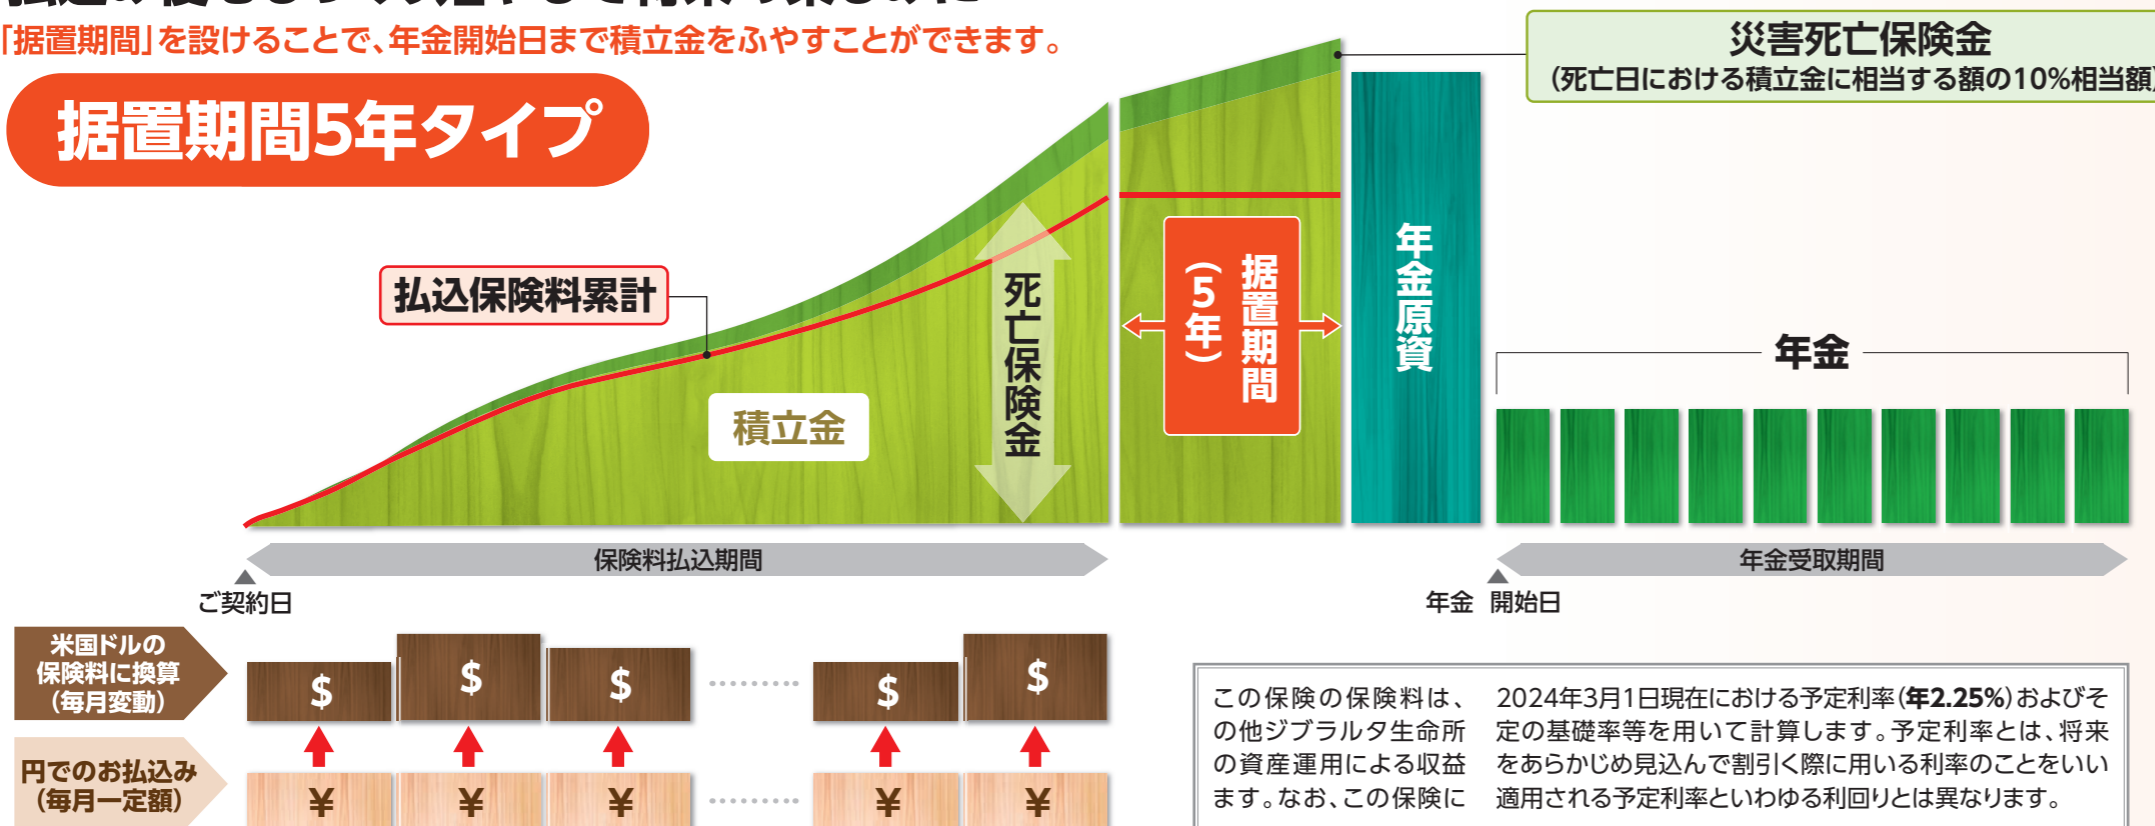 「据置期間」を設けることで、年金開始日まで積立金をふやすことができます。
据置期間5年タイプ
災害死亡保険金
(死亡日における積立金に相当する額の10%相当額)
払込保険料累計
積立金
死亡保険金
据置期間
(5年)
年金原資
年金
保険料払込期間
年金受取期間
ご契約日
年金 開始日
米国ドルの
保険料に換算
(毎月変動)
$ $ $ $ $
円でのお払込み
(毎月一定額)
¥ ¥ ¥ ¥ ¥
この保険の保険料は、 2024年3月1日現在における予定利率(年2.25%)およびそ
の他ジブラルタ生命所 定の基礎率等を用いて計算します。予定利率とは、将来
の資産運用による収益 をあらかじめ見込んで割引く際に用いる利率のことをいい
ます。なお、この保険に 適用される予定利率といわゆる利回りとは異なります。